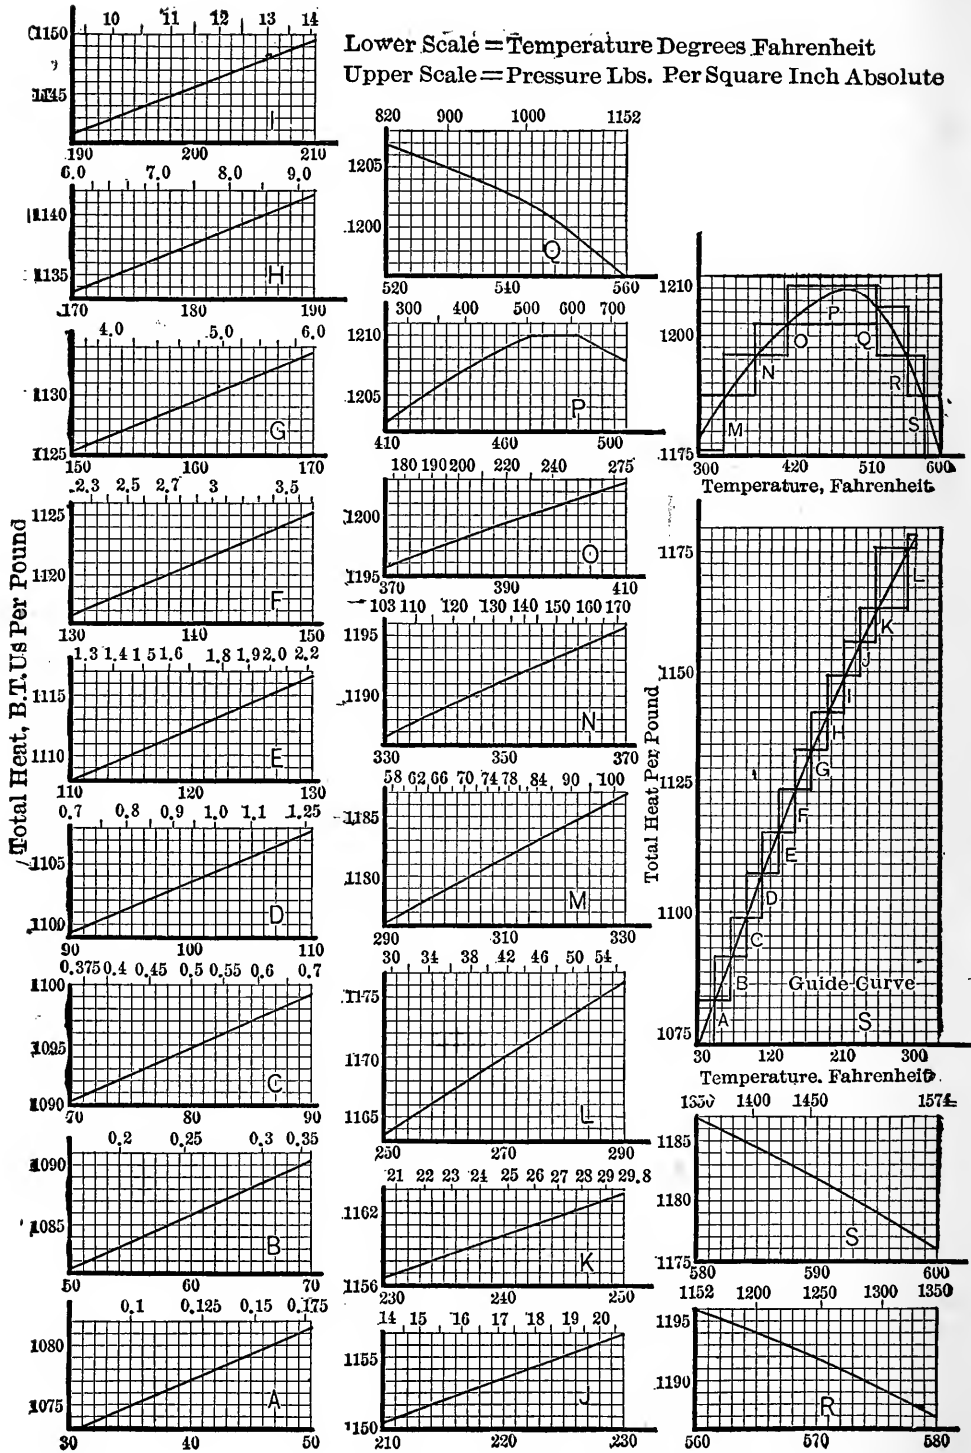 Lower Scale = Temperature Degrees Fahrenheit
Upper Scale = Pressure Lbs. Per Square Inch Absolute
Total Heat, B.T.Us Per Pound
10 11 12 13 14
1150
1145
I
190 200 210
6.0 7.0 8.0 9.0
1140
1135
H
170 180 190
4.0 5.0 6.0
1130
1125
G
150 160 170
2.3 2.5 2.7 3 3.5
1125
1120
F
130 140 150
1.3 1.4 1.5 1.6 1.8 1.9 2.0 2.2
1115
1110
E
110 120 130
0.7 0.8 0.9 1.0 1.1 1.25
1105
1100
D
90 100 110
0.375 0.4 0.45 0.5 0.55 0.6 0.7
1100
1095
1090
C
70 80 90
0.2 0.25 0.3 0.35
1090
1085
B
50 60 70
0.1 0.125 0.15 0.175
1080
1075
A
30 40 50
820 900 1000 1152
1205
1200
Q
520 540 560
300 400 500 600 700
1210
1205
P
410 460 500
180 190 200 220 240 275
1200
1195
O
370 390 410
103 110 120 130 140 150 160 170
1195
1190
N
330 350 370
58 62 66 70 74 78 84 90 100
1185
1180
M
290 310 330
30 34 38 42 46 50 54
1175
1170
1165
L
250 270 290
21 22 23 24 25 26 27 28 29 29.8
1162
1156
K
230 240 250
14 15 16 17 18 19 20
1155
1150
J
210 220 230
1210
1200
1175
M N O P Q R S
300 420 510 600
Temperature, Fahrenheit
Total Heat Per Pound
1175
1150
1125
1100
1075
L
K
J
I
H
G
F
E
D
C
B
A
Guide Curve
S
30 120 210 300
Temperature. Fahrenheit
1350 1400 1450 1574
1185
1180
1175
S
580 590 600
1152 1200 1250 1300 1350
1195
1190
R
560 570 580